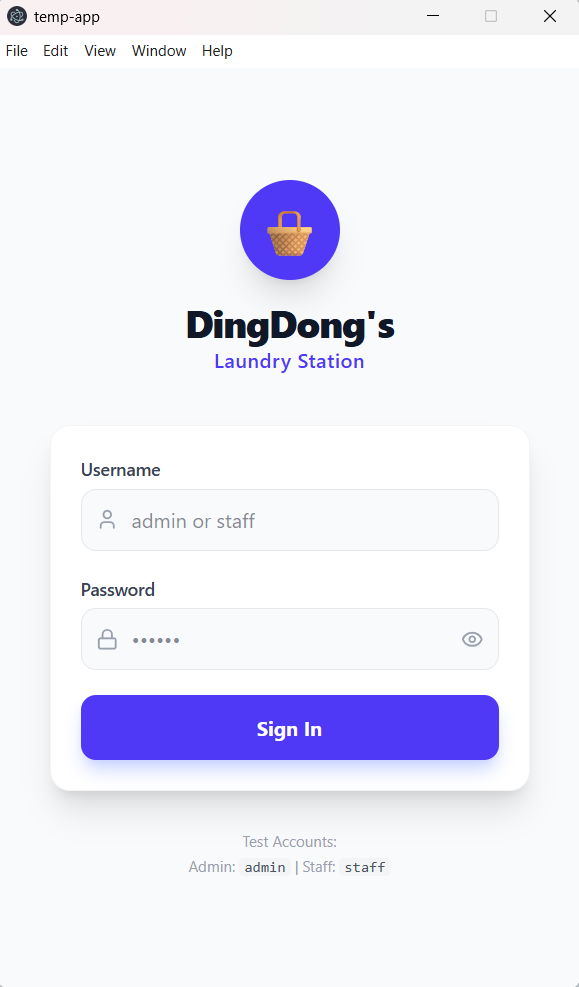 temp-app
File Edit View Window Help
DingDong's
Laundry Station
Username
admin or staff
Password
••••••
Sign In
Test Accounts:
Admin: admin | Staff: staff